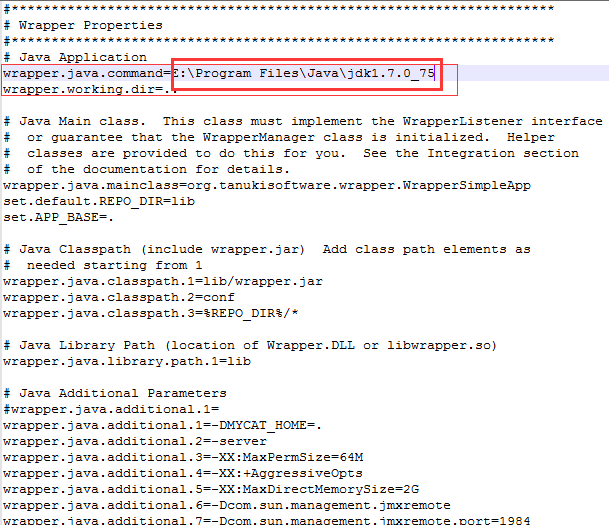 #*******************************************************************
# Wrapper Properties
#*******************************************************************
# Java Application
wrapper.java.command=E:\Program Files\Java\jdk1.7.0_75
wrapper.working.dir=..
# Java Main class.  This class must implement the WrapperListener interface
#  or guarantee that the WrapperManager class is initialized.  Helper
#  classes are provided to do this for you.  See the Integration section
#  of the documentation for details.
wrapper.java.mainclass=org.tanukisoftware.wrapper.WrapperSimpleApp
set.default.REPO_DIR=lib
set.APP_BASE=.
# Java Classpath (include wrapper.jar)  Add class path elements as
#  needed starting from 1
wrapper.java.classpath.1=lib/wrapper.jar
wrapper.java.classpath.2=conf
wrapper.java.classpath.3=%REPO_DIR%/*
# Java Library Path (location of Wrapper.DLL or libwrapper.so)
wrapper.java.library.path.1=lib
# Java Additional Parameters
#wrapper.java.additional.1=
wrapper.java.additional.1=-DMYCAT_HOME=.
wrapper.java.additional.2=-server
wrapper.java.additional.3=-XX:MaxPermSize=64M
wrapper.java.additional.4=-XX:+AggressiveOpts
wrapper.java.additional.5=-XX:MaxDirectMemorySize=2G
wrapper.java.additional.6=-Dcom.sun.management.jmxremote
wrapper.java.additional.7=-Dcom.sun.management.jmxremote.port=1984